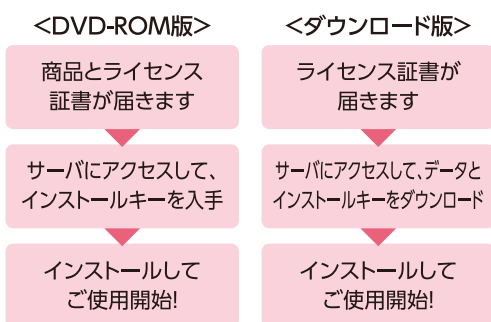 <DVD-ROM版>
商品とライセンス
証書が届きます
サーバにアクセスして、
インストールキーを入手
インストールして
ご使用開始!
<ダウンロード版>
ライセンス証書が
届きます
サーバにアクセスして、データと
インストールキーをダウンロード
インストールして
ご使用開始!